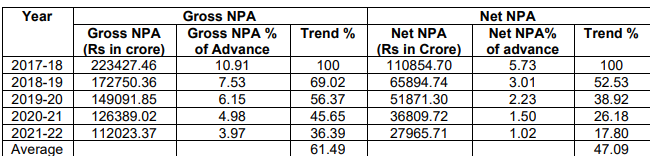 Year Gross NPA Net NPA
Gross NPA (Rs in crore) Gross NPA % of Advance Trend % Net NPA (Rs in Crore) Net NPA% of advance Trend %
2017-18 223427.46 10.91 100 110854.70 5.73 100
2018-19 172750.36 7.53 69.02 65894.74 3.01 52.53
2019-20 149091.85 6.15 56.37 51871.30 2.23 38.92
2020-21 126389.02 4.98 45.65 36809.72 1.50 26.18
2021-22 112023.37 3.97 36.39 27965.71 1.02 17.80
Average 61.49 47.09